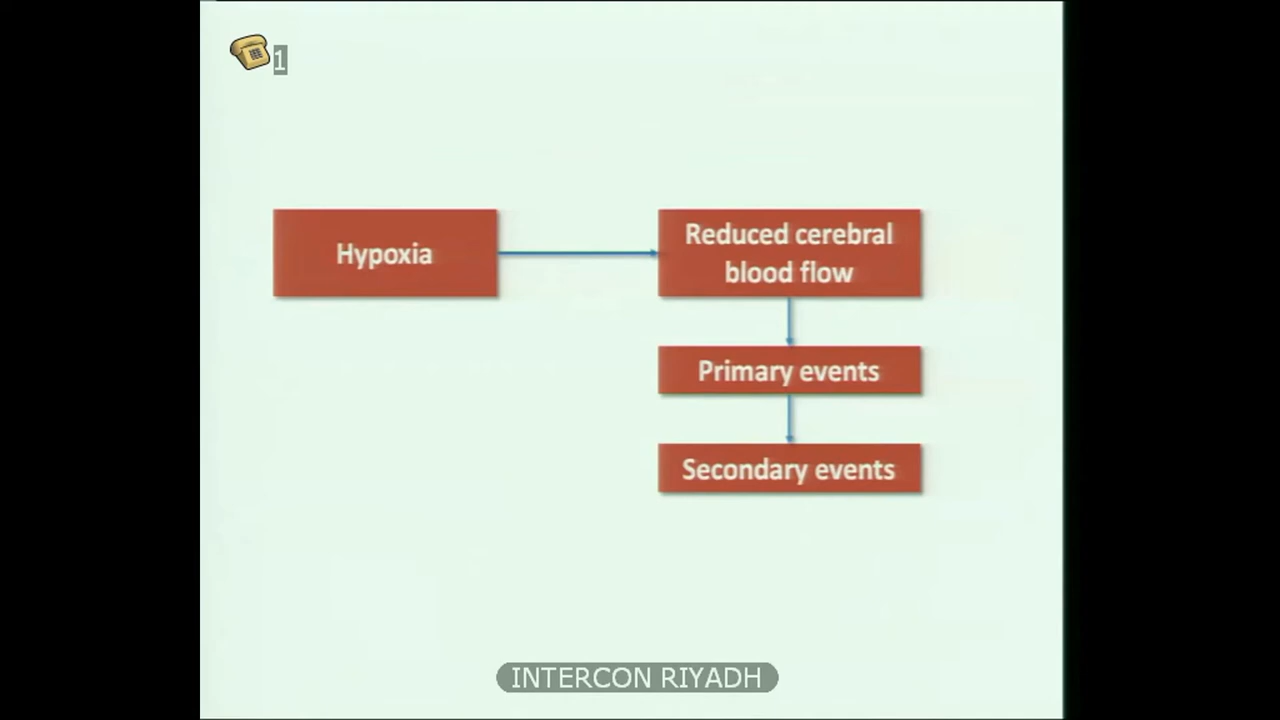 1
Hypoxia
Reduced cerebral
blood flow
Primary events
Secondary events
INTERCON RIYADH